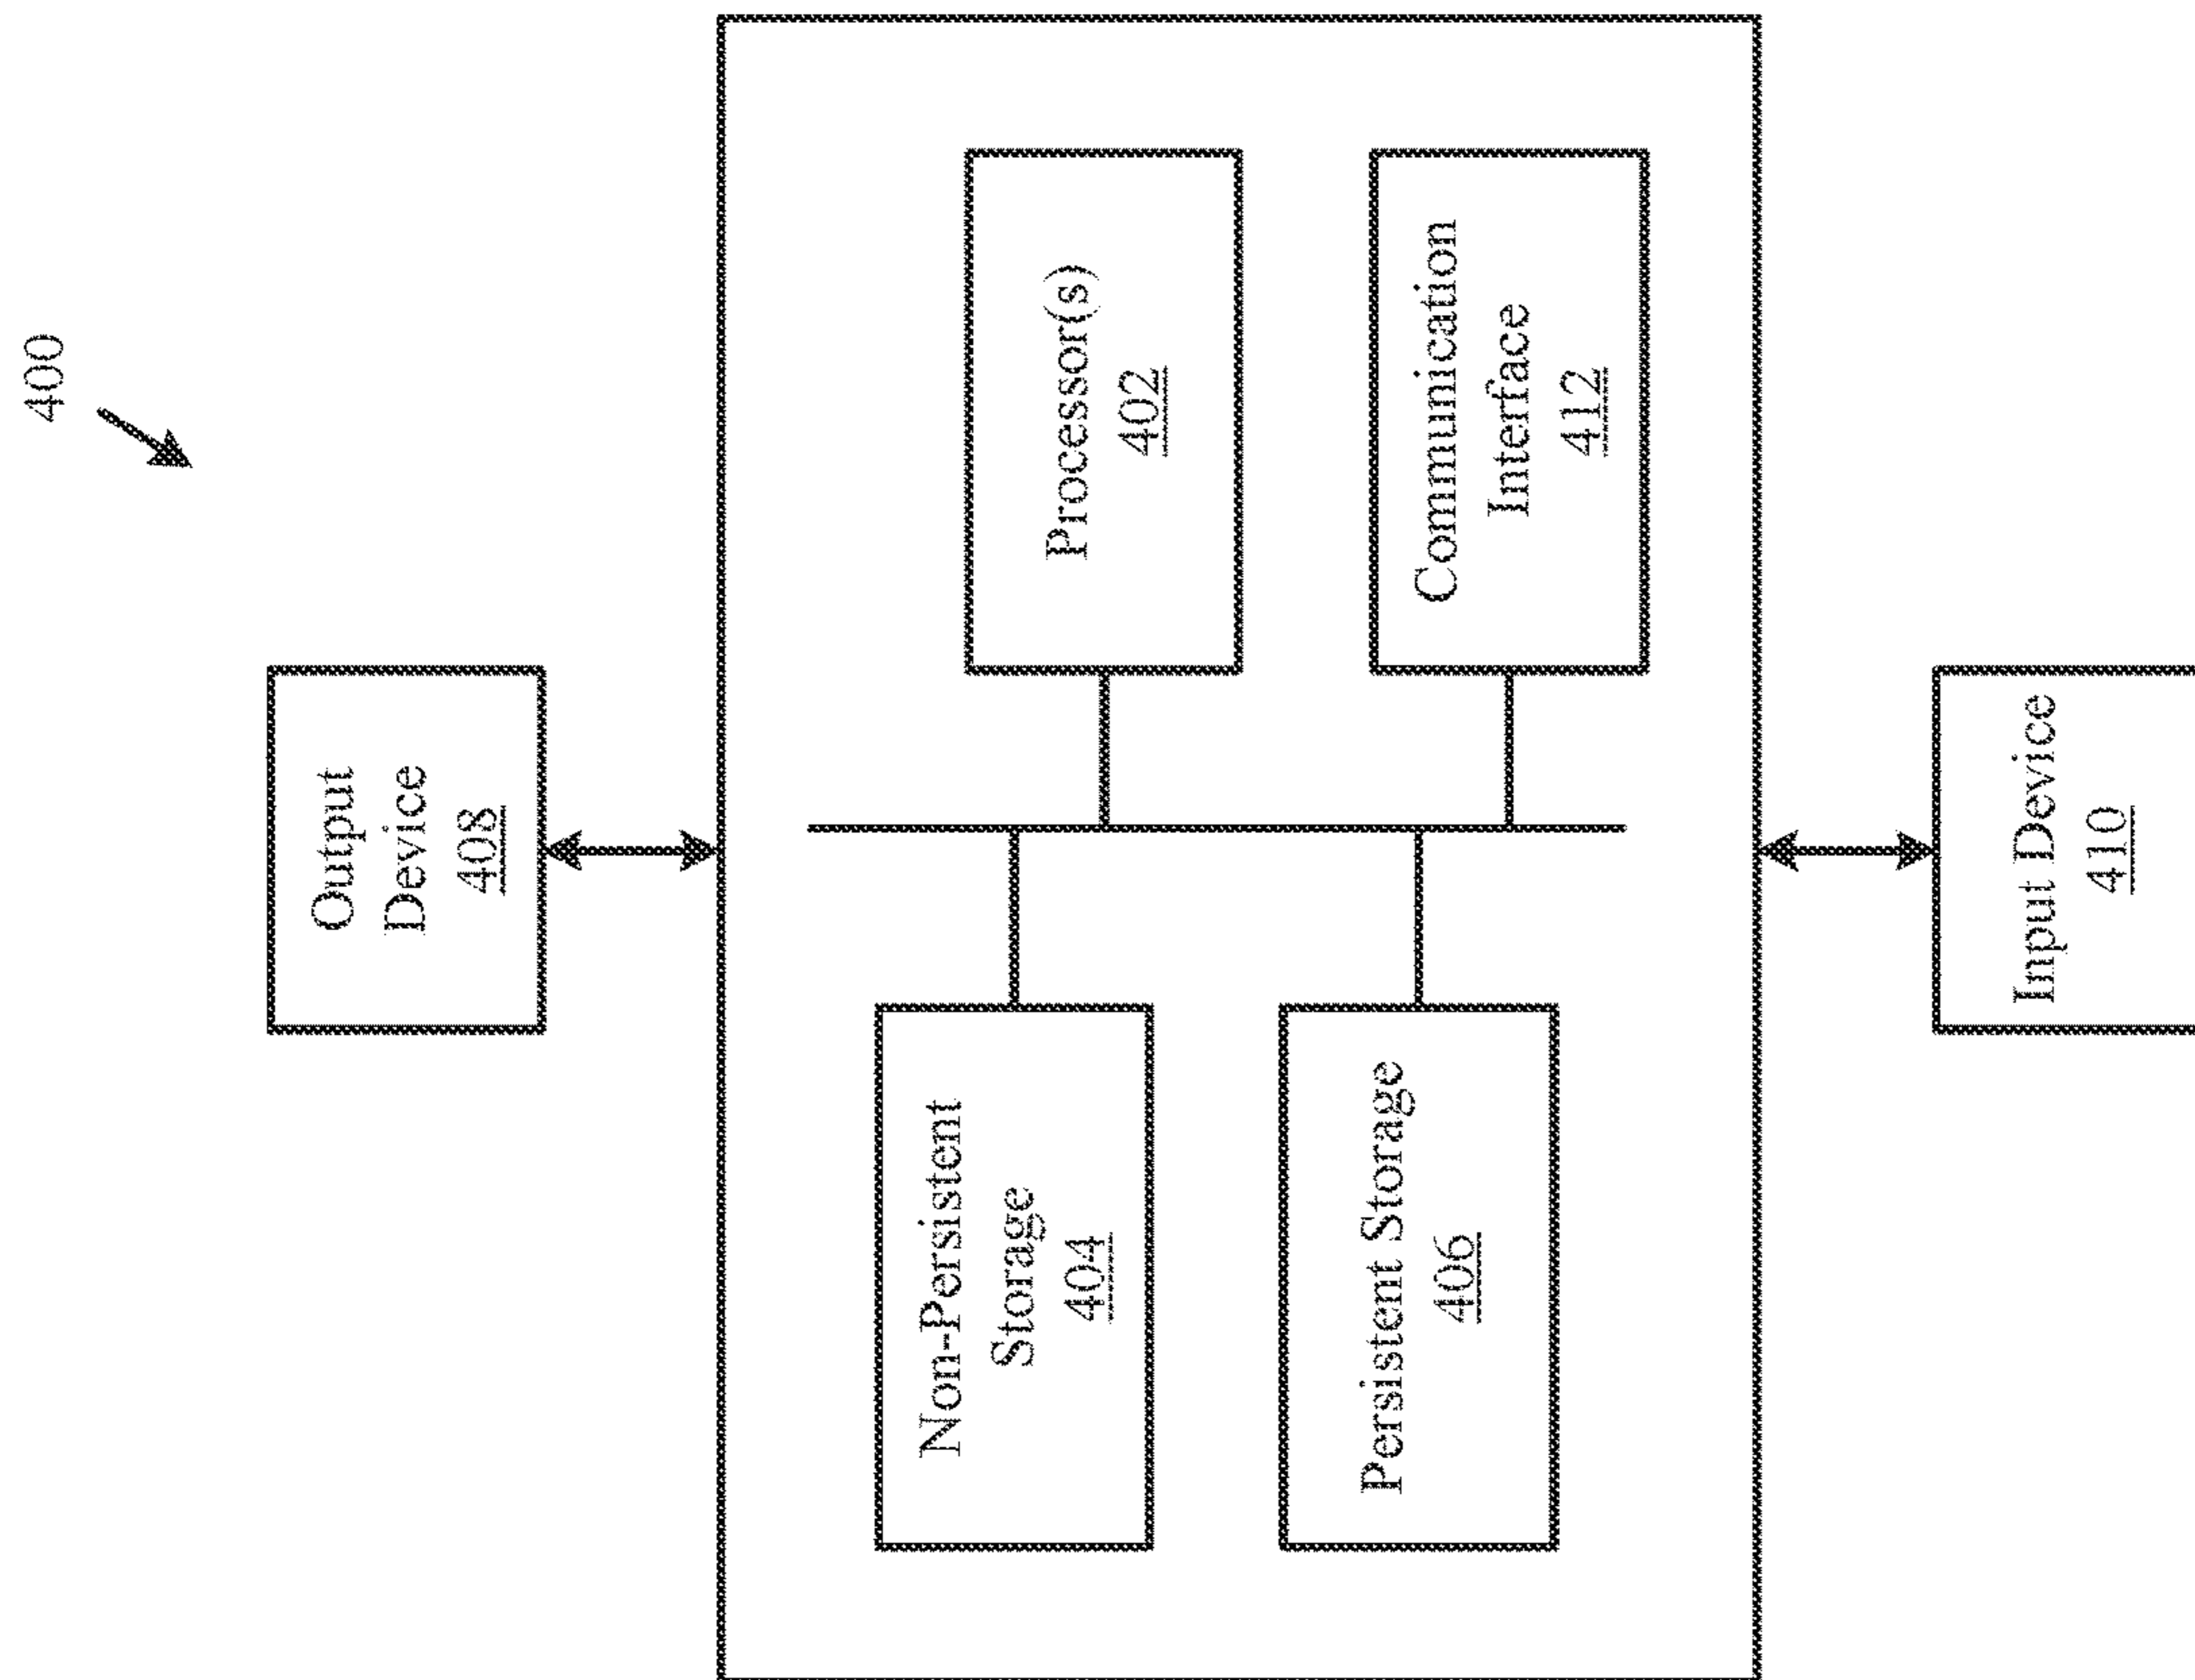 400
Output
Device
408
Non-Persistent
Storage
404
Processor(s)
402
Persistent Storage
406
Communication
Interface
412
Input Device
410